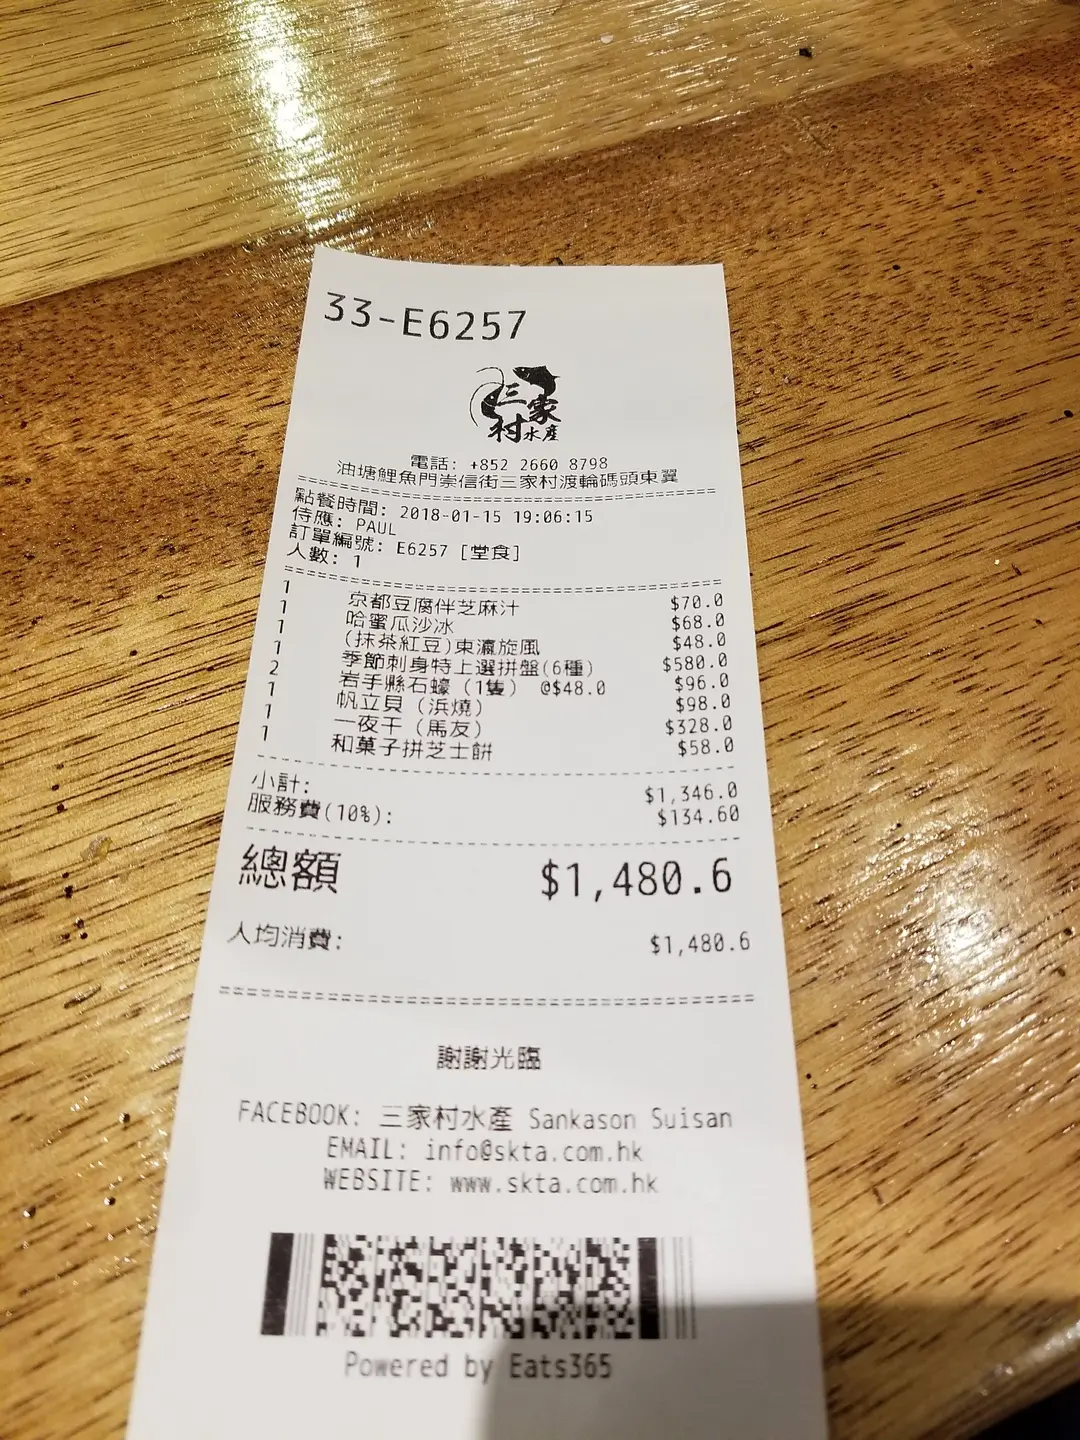 33-E6257
三家
村水產
電話: +852 2660 8798
油塘鯉魚門崇信街三家村渡輪碼頭東翼
點餐時間: 2018-01-15 19:06:15
侍應: PAUL
訂單編號: E6257 [堂食]
人數: 1
1 京都豆腐伴芝麻汁 $70.0
1 哈蜜瓜沙冰 $68.0
1 (抹茶紅豆)東瀛旋風 $48.0
1 季節刺身特上選拼盤(6種) $580.0
2 岩手縣石蠔 (1隻) @$48.0 $96.0
1 帆立貝 (浜燒) $98.0
1 一夜干 (馬友) $328.0
1 和菓子拼芝士餅 $58.0
小計: $1,346.0
服務費(10%): $134.60
總額 $1,480.6
人均消費: $1,480.6
謝謝光臨
FACEBOOK: 三家村水產 Sankason Suisan
EMAIL: info@skta.com.hk
WEBSITE: www.skta.com.hk
Powered by Eats365